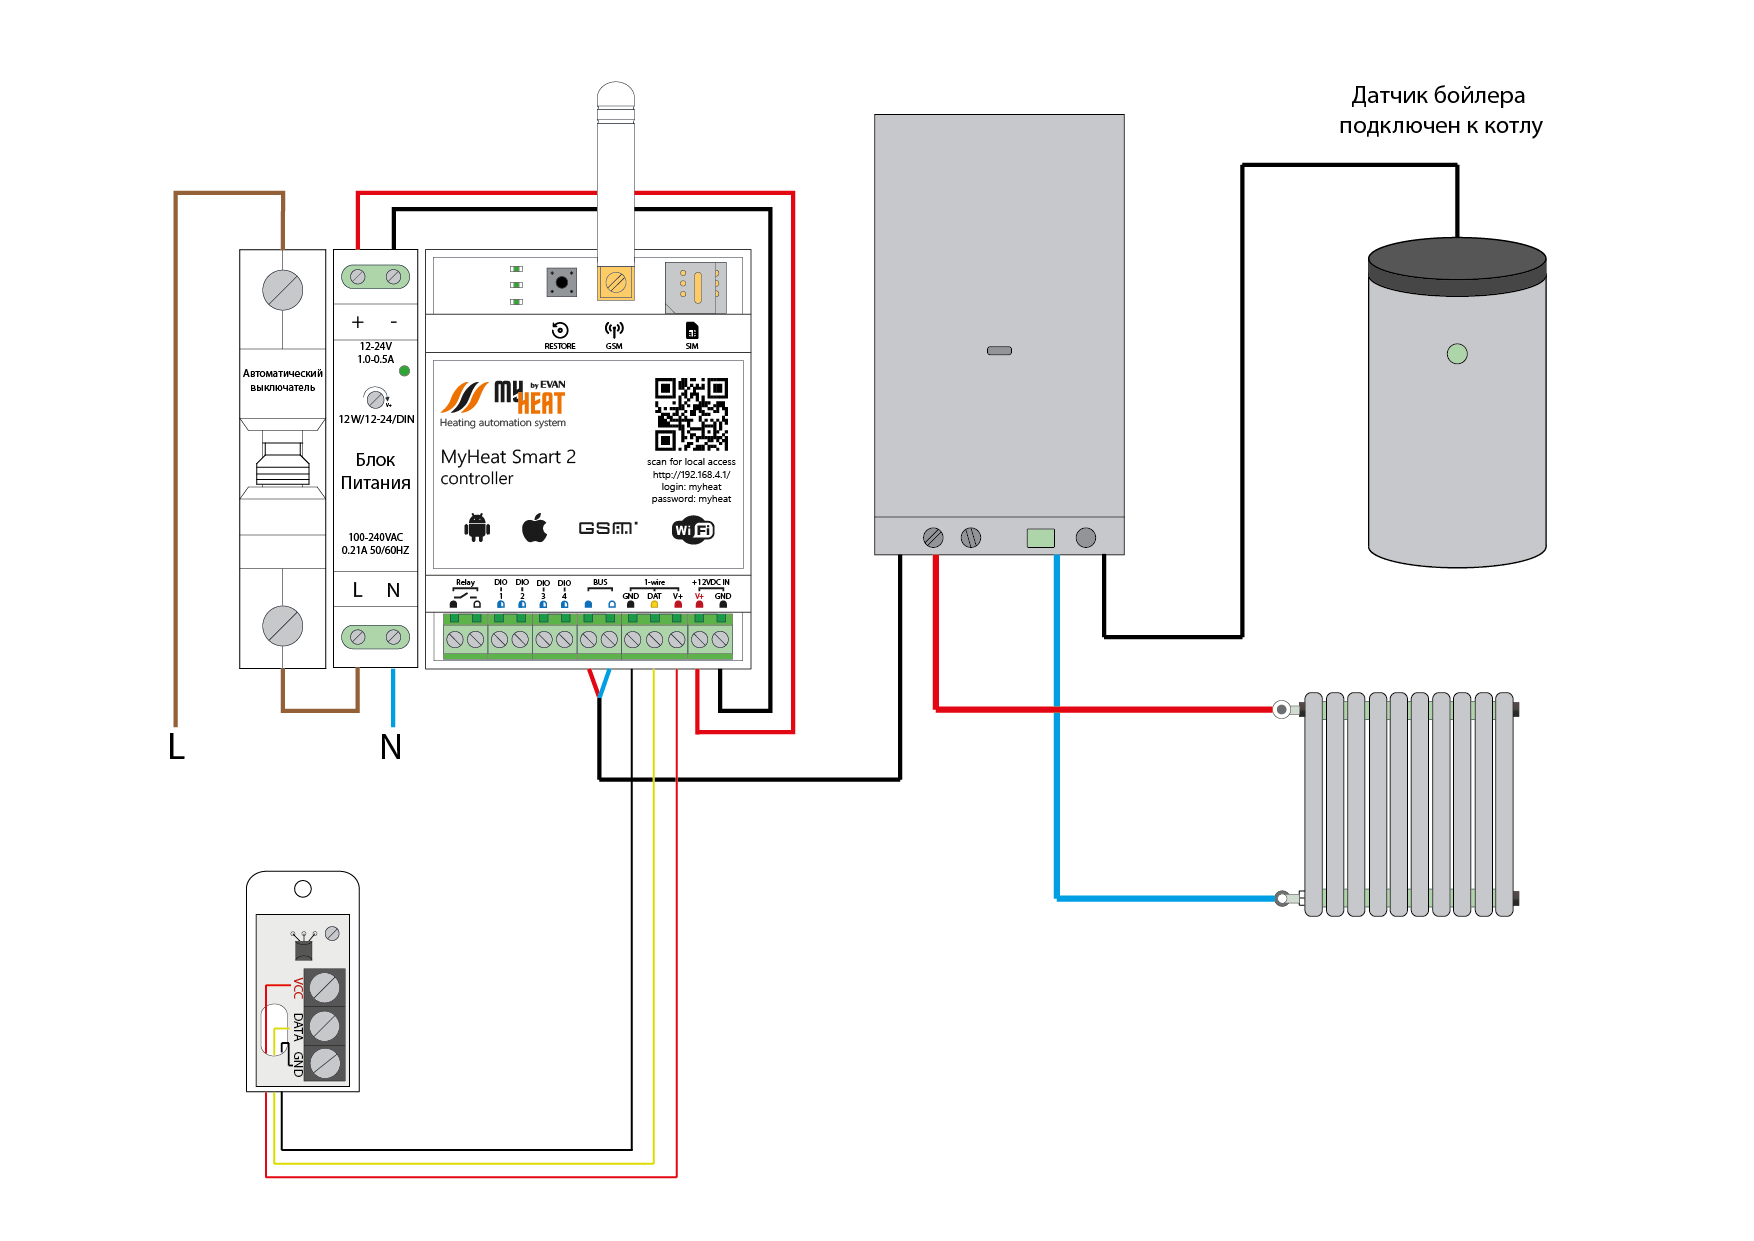 Датчик бойлера
подключен к котлу
Автоматический
выключатель
+ -
12-24V
1.0-0.5A
V+
12W/12-24/DIN
Блок
Питания
100-240VAC
0.21A 50/60HZ
L N
RESTORE GSM SIM
MY HEAT by EVAN
Heating automation system
MyHeat Smart 2
controller
scan for local access
http://192.168.4.1/
login: myheat
password: myheat
GSM
Wi Fi
Relay DIO 1 DIO 2 DIO 3 DIO 4 BUS 1-wire +12VDC IN
GND DAT V+ V+ GND
L
N
VCC
DATA
GND